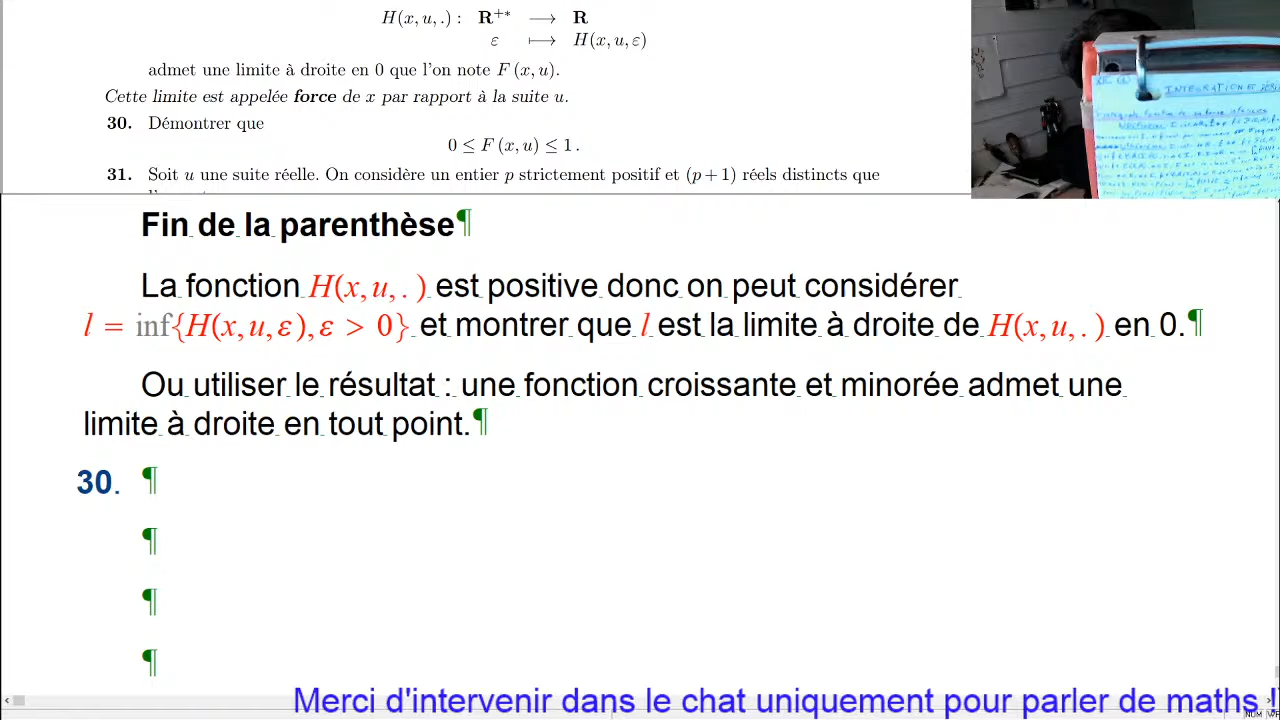 H(x, u, .) : R⁺* ⟶ R
ε ⟼ H(x, u, ε)
admet une limite à droite en 0 que l'on note F (x, u).
Cette limite est appelée force de x par rapport à la suite u.
30. Démontrer que
0 ≤ F (x, u) ≤ 1 .
31. Soit u une suite réelle. On considère un entier p strictement positif et (p + 1) réels distincts que
INTEGRATION ET
Fin de la parenthèse¶
La fonction H(x, u, . ) est positive donc on peut considérer
l = inf{H(x, u, ε), ε > 0} et montrer que l est la limite à droite de H(x, u, . ) en 0.¶
Ou utiliser le résultat : une fonction croissante et minorée admet une
limite à droite en tout point.¶
30. ¶
¶
¶
¶
Merci d'intervenir dans le chat uniquement pour parler de maths !
NUM